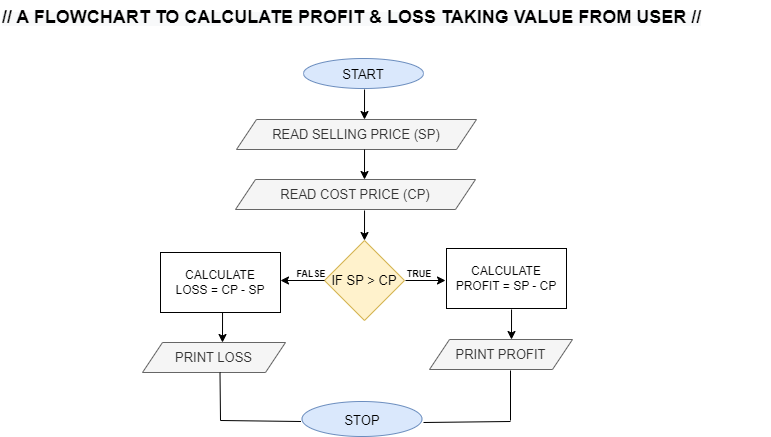 // A FLOWCHART TO CALCULATE PROFIT & LOSS TAKING VALUE FROM USER //
START
READ SELLING PRICE (SP)
READ COST PRICE (CP)
IF SP > CP
FALSE
TRUE
CALCULATE
LOSS = CP - SP
CALCULATE
PROFIT = SP - CP
PRINT LOSS
PRINT PROFIT
STOP